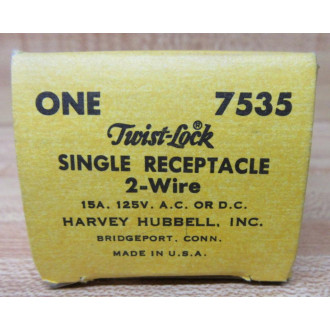 ONE 7535
Twist-Lock®
SINGLE RECEPTACLE
2-Wire
15A. 125V. A.C. OR D.C.
HARVEY HUBBELL, INC.
BRIDGEPORT. CONN.
MADE IN U.S.A.